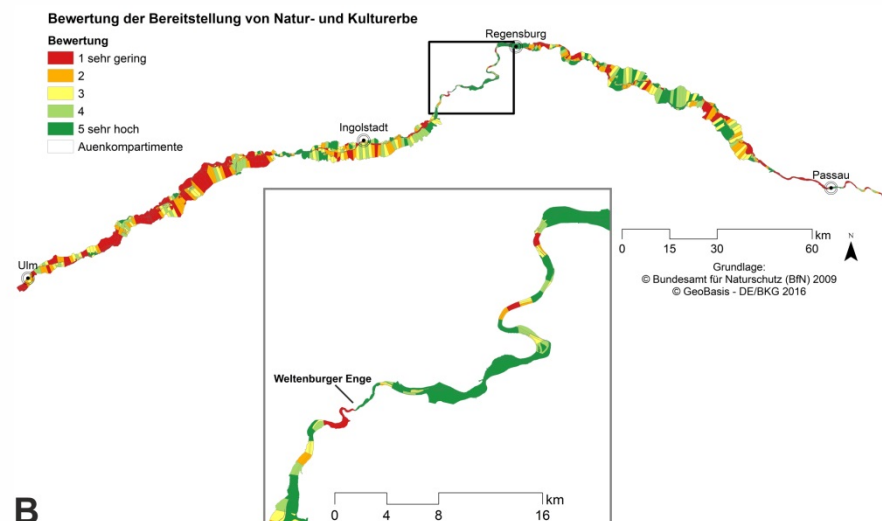 Bewertung der Bereitstellung von Natur- und Kulturerbe
Bewertung
1 sehr gering
2
3
4
5 sehr hoch
Auenkompartimente
Regensburg
Ingolstadt
Passau
Ulm
km
0 15 30 60
N
Grundlage:
© Bundesamt für Naturschutz (BfN) 2009
© GeoBasis - DE/BKG 2016
Weltenburger Enge
km
0 4 8 16
B